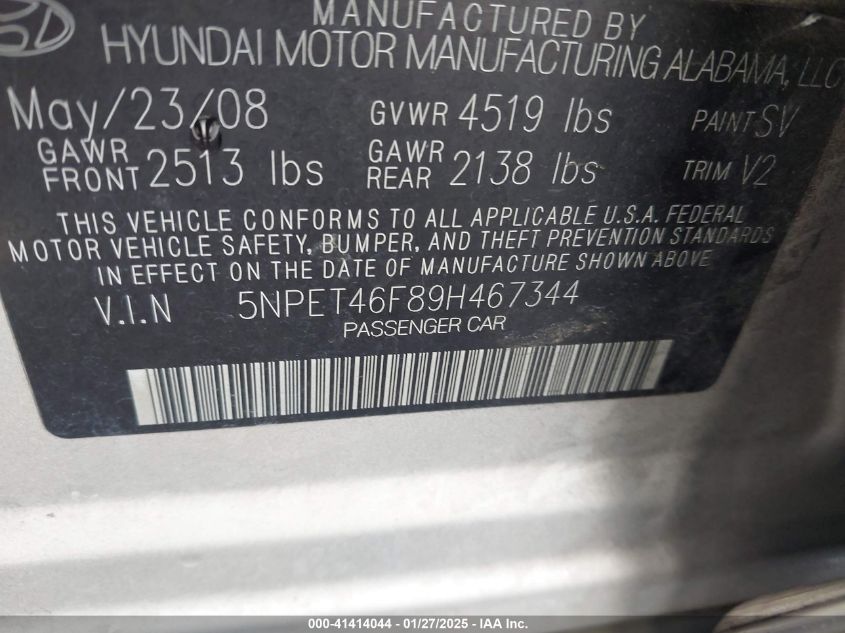 MANUFACTURED BY
HYUNDAI MOTOR MANUFACTURING ALABAMA, LLC
May/23/08 GVWR 4519 lbs PAINT SV
GAWR FRONT 2513 lbs GAWR REAR 2138 lbs TRIM V2
THIS VEHICLE CONFORMS TO ALL APPLICABLE U.S.A. FEDERAL
MOTOR VEHICLE SAFETY, BUMPER, AND THEFT PREVENTION STANDARDS
IN EFFECT ON THE DATE OF MANUFACTURE SHOWN ABOVE
V.I.N 5NPET46F89H467344
PASSENGER CAR
000-41414044 - 01/27/2025 - © IAA Inc.